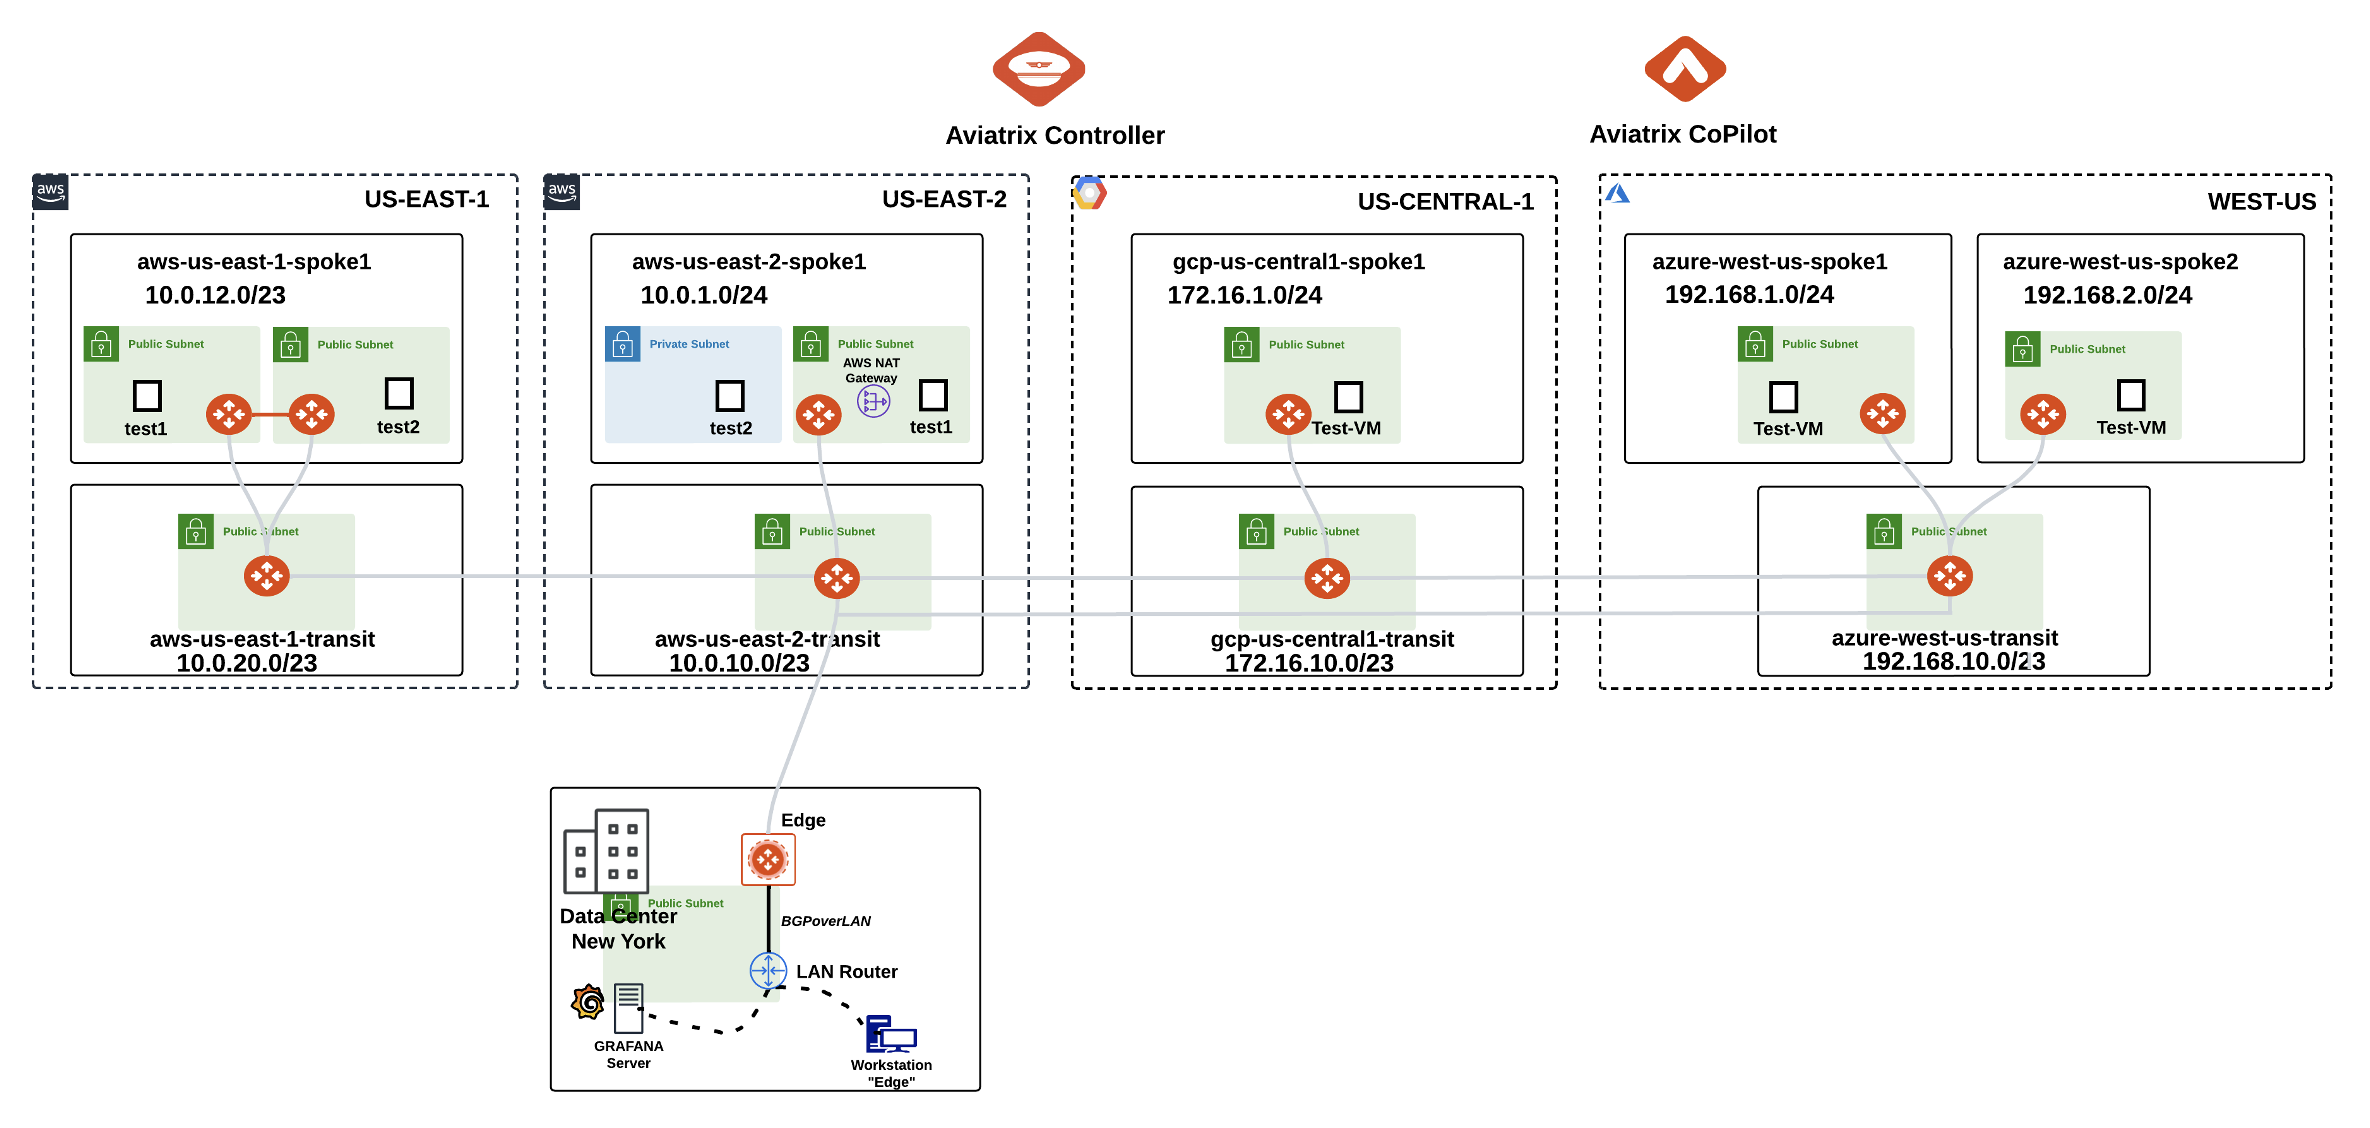 Aviatrix Controller
Aviatrix CoPilot
aws
US-EAST-1
aws-us-east-1-spoke1
10.0.12.0/23
Public Subnet
Public Subnet
test1
test2
Public Subnet
aws-us-east-1-transit
10.0.20.0/23
aws
US-EAST-2
aws-us-east-2-spoke1
10.0.1.0/24
Private Subnet
Public Subnet
AWS NAT
Gateway
test2
test1
Public Subnet
aws-us-east-2-transit
10.0.10.0/23
US-CENTRAL-1
gcp-us-central1-spoke1
172.16.1.0/24
Public Subnet
Test-VM
Public Subnet
gcp-us-central1-transit
172.16.10.0/23
WEST-US
azure-west-us-spoke1
192.168.1.0/24
Public Subnet
Test-VM
azure-west-us-spoke2
192.168.2.0/24
Public Subnet
Test-VM
Public Subnet
azure-west-us-transit
192.168.10.0/23
Edge
Public Subnet
Data Center
New York
BGPoverLAN
LAN Router
GRAFANA
Server
Workstation
"Edge"